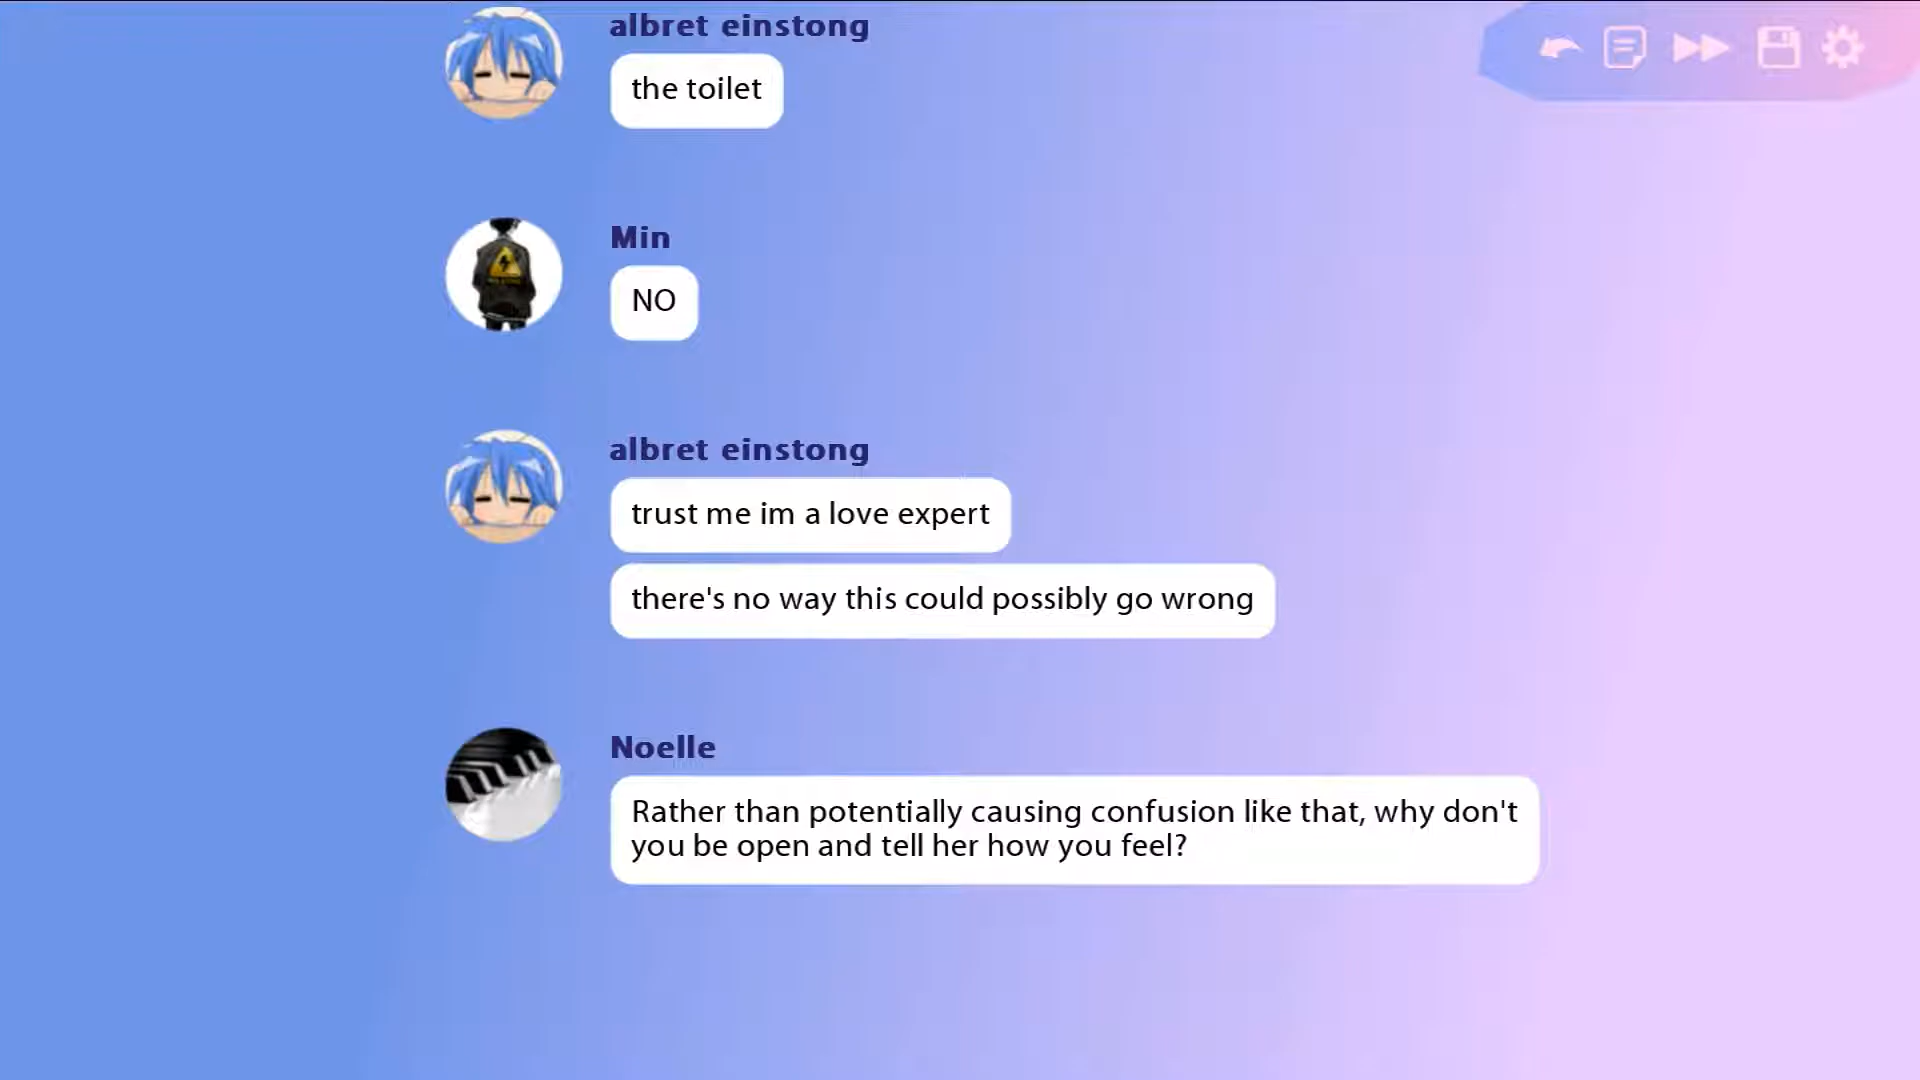 albret einstong
the toilet
Min
NO
albret einstong
trust me im a love expert
there's no way this could possibly go wrong
Noelle
Rather than potentially causing confusion like that, why don't
you be open and tell her how you feel?